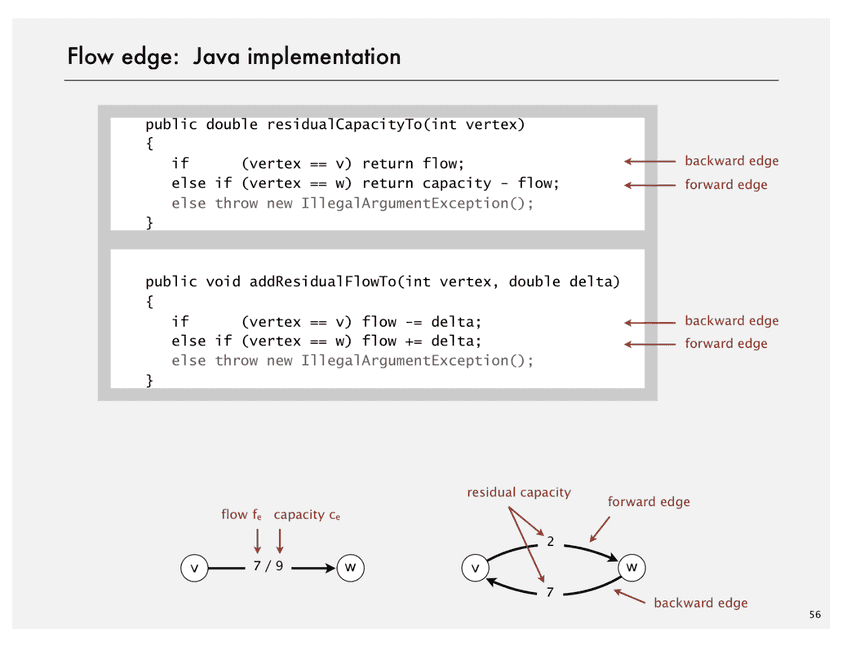 Flow edge: Java implementation
public double residualCapacityTo(int vertex)
{
if (vertex == v) return flow;
backward edge
else if (vertex == w) return capacity - flow;
forward edge
else throw new IllegalArgumentException();
}
public void addResidualFlowTo(int vertex, double delta)
{
if (vertex == v) flow -= delta;
backward edge
else if (vertex == w) flow += delta;
forward edge
else throw new IllegalArgumentException();
}
flow fₑ capacity cₑ
v 7 / 9 w
residual capacity
forward edge
2
v w
7
backward edge
56